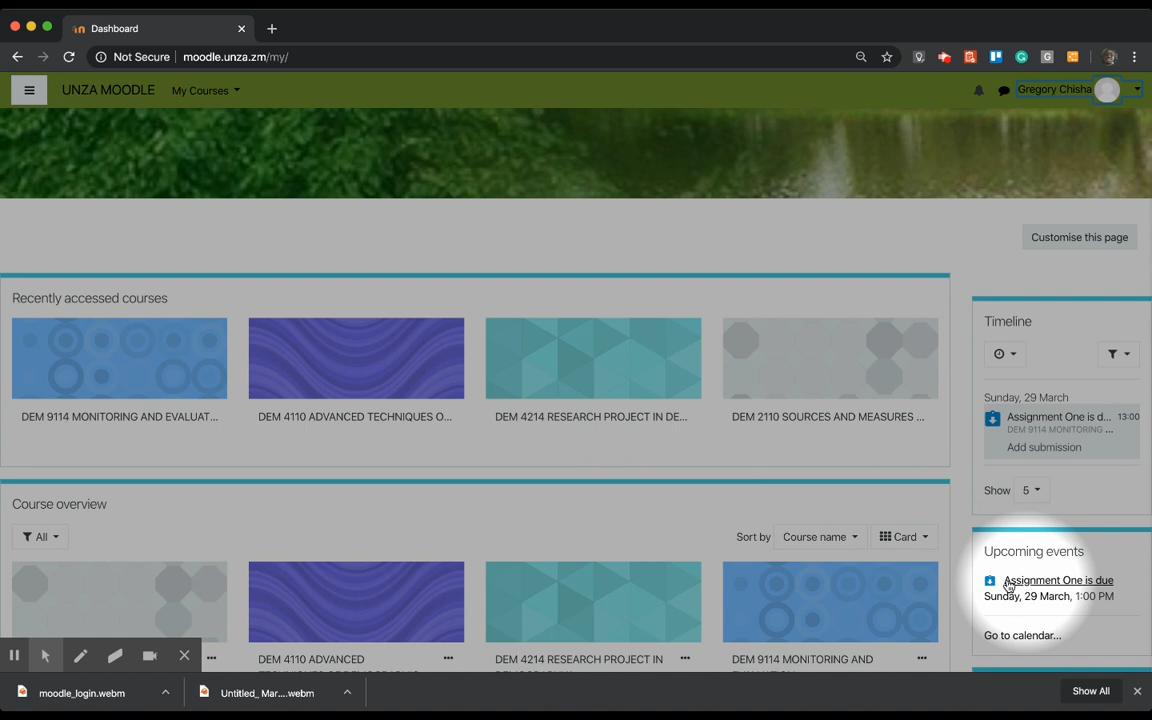 Dashboard
Not Secure
moodle.unza.zm/my/
UNZA MOODLE
My Courses
Gregory Chisha
Customise this page
Recently accessed courses
DEM 9114 MONITORING AND EVALUAT...
DEM 4110 ADVANCED TECHNIQUES O...
DEM 4214 RESEARCH PROJECT IN DE...
DEM 2110 SOURCES AND MEASURES ...
Timeline
Sunday, 29 March
Assignment One is d... 13:00
DEM 9114 MONITORING ...
Add submission
Show 5
Course overview
All
Sort by Course name Card
DEM 4110 ADVANCED
DEM 4214 RESEARCH PROJECT IN
DEM 9114 MONITORING AND
Upcoming events
Assignment One is due
Sunday, 29 March, 1:00 PM
Go to calendar...
moodle_login.webm
Untitled_ Mar....webm
Show All